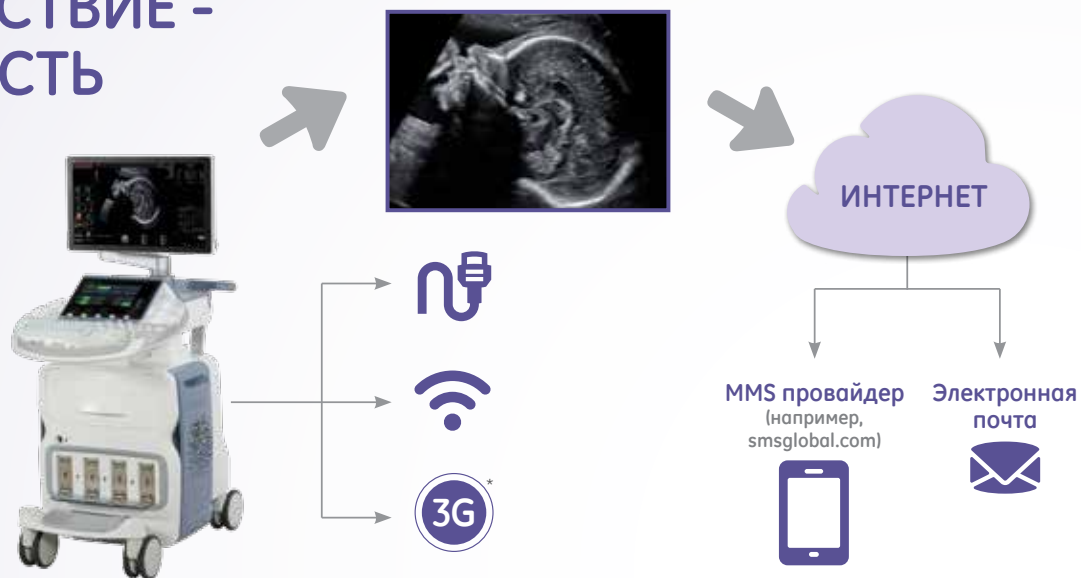 СТВИЕ -
СТЬ
ИНТЕРНЕТ
MMS провайдер
(например,
smsglobal.com)
Электронная
почта
3G*